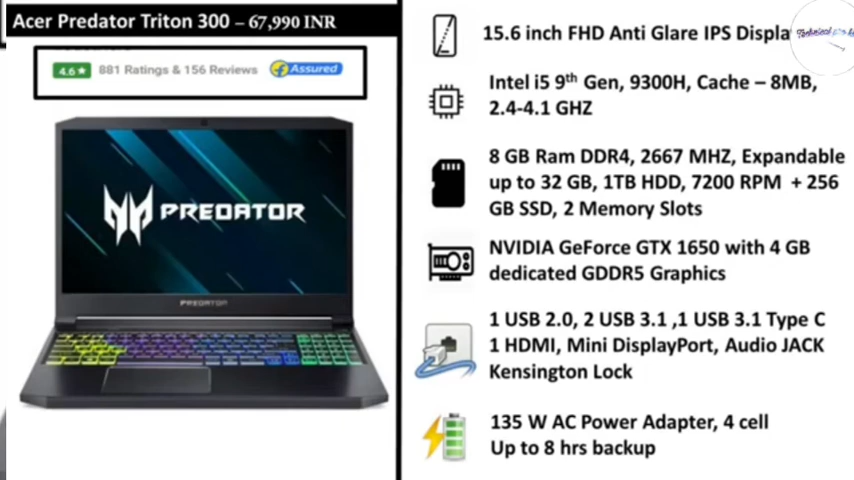 Acer Predator Triton 300 – 67,990 INR
4.6★ 881 Ratings & 156 Reviews Assured
PREDATOR
PREDATOR
15.6 inch FHD Anti Glare IPS Displa
Intel i5 9th Gen, 9300H, Cache – 8MB,
2.4-4.1 GHZ
8 GB Ram DDR4, 2667 MHZ, Expandable
up to 32 GB, 1TB HDD, 7200 RPM + 256
GB SSD, 2 Memory Slots
NVIDIA GeForce GTX 1650 with 4 GB
dedicated GDDR5 Graphics
1 USB 2.0, 2 USB 3.1 ,1 USB 3.1 Type C
1 HDMI, Mini DisplayPort, Audio JACK
Kensington Lock
135 W AC Power Adapter, 4 cell
Up to 8 hrs backup